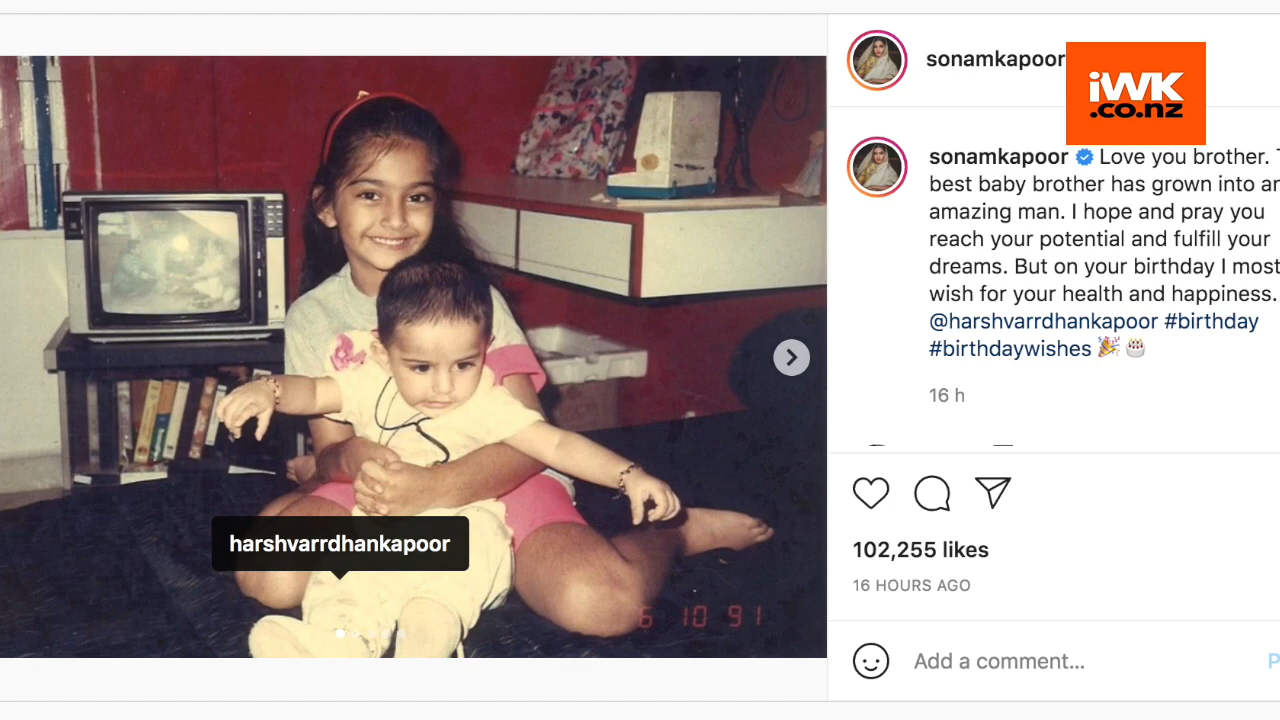 sonamkapoor
iWK
.co.nz
sonamkapoor Love you brother.
best baby brother has grown into
amazing man. I hope and pray you
reach your potential and fulfill your
dreams. But on your birthday I most
wish for your health and happiness.
@harshvarrdhankapoor #birthday
#birthdaywishes
16 h
harshvarrdhankapoor
102,255 likes
16 HOURS AGO
6 10 91
Add a comment...